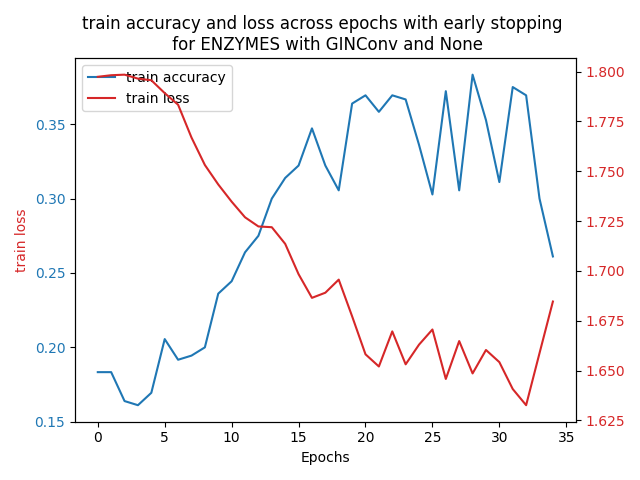 train accuracy and loss across epochs with early stopping
for ENZYMES with GINConv and None
train accuracy
train loss
0.35
0.30
0.25
0.20
0.15
train loss
1.800
1.775
1.750
1.725
1.700
1.675
1.650
1.625
0 5 10 15 20 25 30 35
Epochs